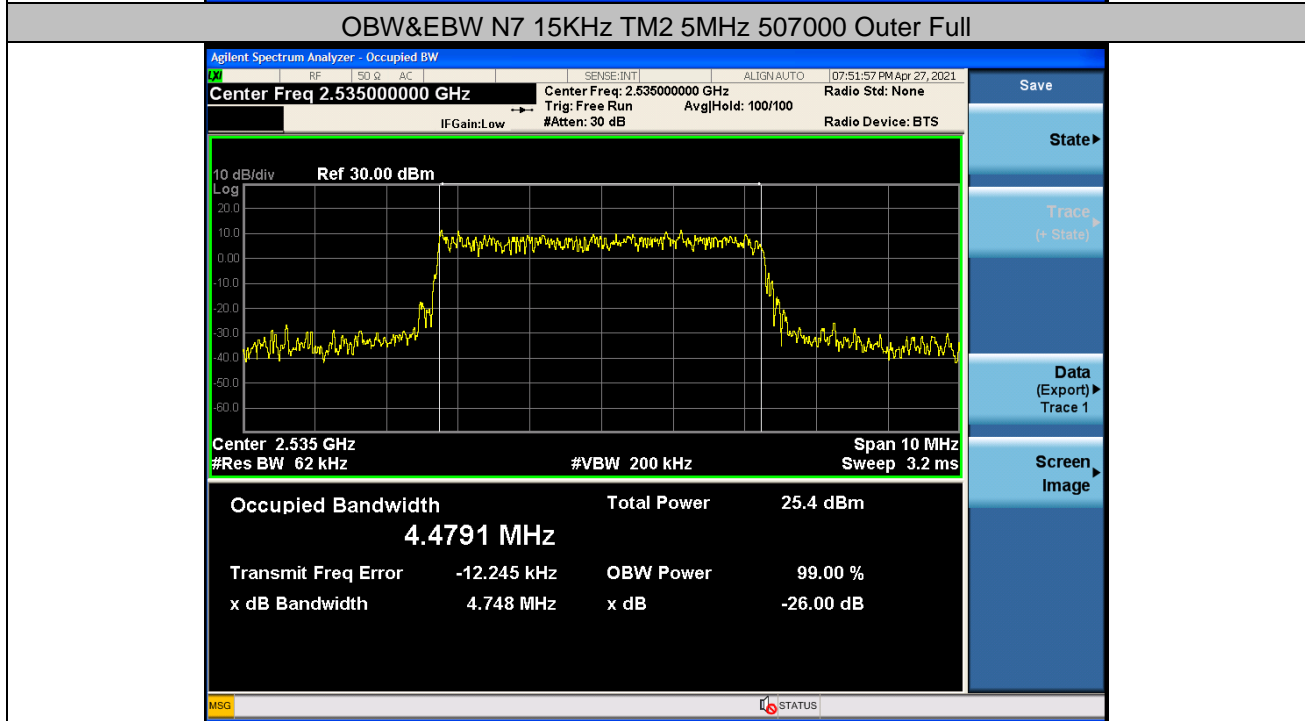 OBW&EBW N7 15KHz TM2 5MHz 507000 Outer Full
Agilent Spectrum Analyzer - Occupied BW
LXI RF 50 Ω AC SENSE:INT ALIGN AUTO 07:51:57 PM Apr 27, 2021
Center Freq 2.535000000 GHz Center Freq: 2.535000000 GHz Radio Std: None
Trig: Free Run Avg|Hold: 100/100
IFGain:Low #Atten: 30 dB Radio Device: BTS
10 dB/div Ref 30.00 dBm
Log
20.0
10.0
0.00
-10.0
-20.0
-30.0
-40.0
-50.0
-60.0
Center 2.535 GHz Span 10 MHz
#Res BW 62 kHz #VBW 200 kHz Sweep 3.2 ms
Occupied Bandwidth Total Power 25.4 dBm
4.4791 MHz
Transmit Freq Error -12.245 kHz OBW Power 99.00 %
x dB Bandwidth 4.748 MHz x dB -26.00 dB
MSG STATUS
Save
State
Trace
(+ State)
Data
(Export)
Trace 1
Screen
Image